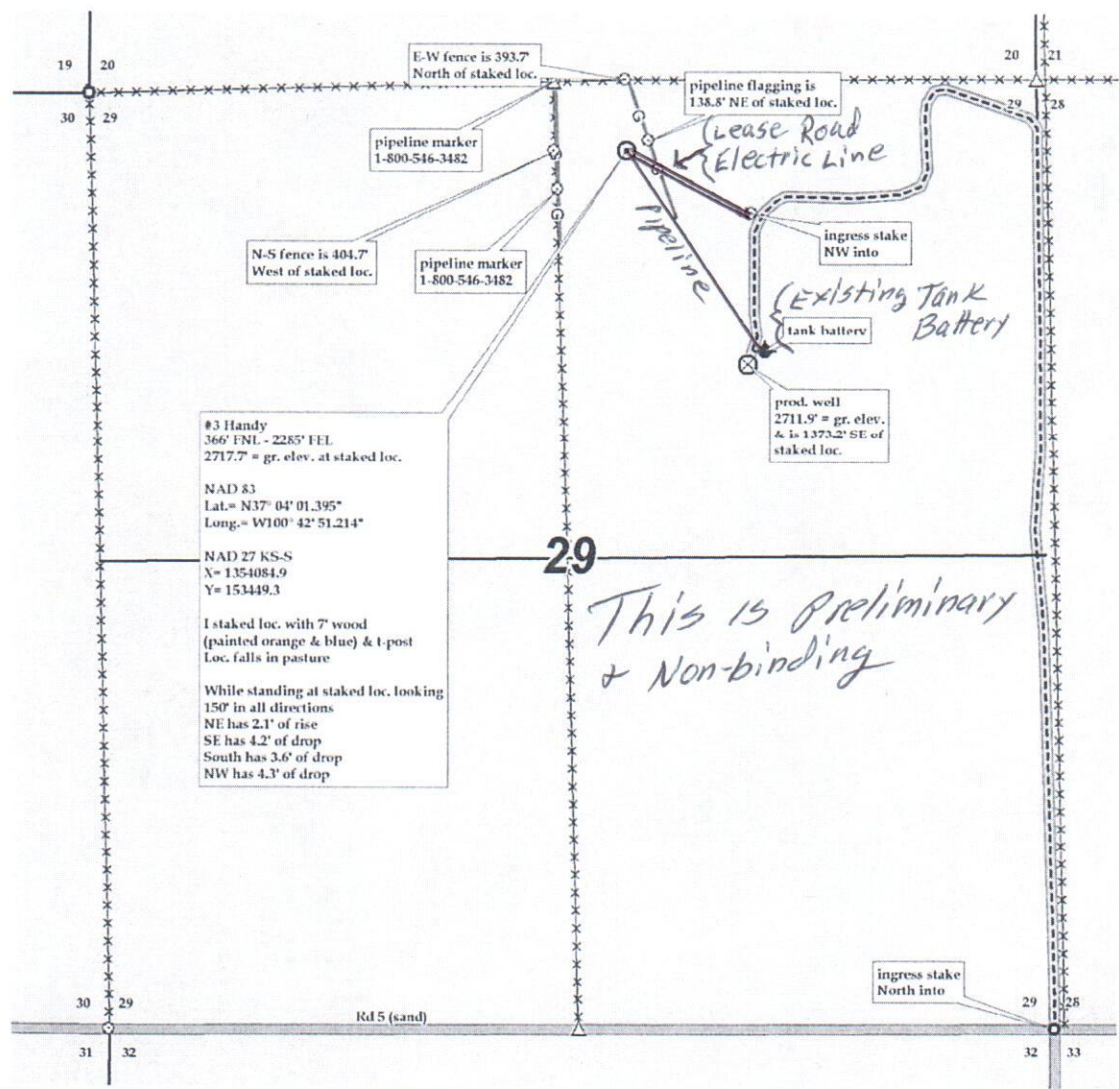 E-W fence is 393.7'
North of staked loc.
19 20
30 29
20 21
29 28
pipeline flagging is
138.8' NE of staked loc.
pipeline marker
1-800-546-3482
Lease Road
Electric Line
N-S fence is 404.7'
West of staked loc.
pipeline marker
1-800-546-3482
Pipeline
ingress stake
NW into
Existing Tank
Battery
tank battery
prod. well
2711.9' = gr. elev.
& is 1373.2' SE of
staked loc.
#3 Handy
366' FNL - 2285' FEL
2717.7' = gr. elev. at staked loc.
NAD 83
Lat.= N37° 04' 01.395"
Long.= W100° 42' 51.214"
NAD 27 KS-S
X= 1354084.9
Y= 153449.3
I staked loc. with 7' wood
(painted orange & blue) & t-post
Loc. falls in pasture
While standing at staked loc. looking
150' in all directions
NE has 2.1' of rise
SE has 4.2' of drop
South has 3.6' of drop
NW has 4.3' of drop
29
This is Preliminary
& Non-binding
ingress stake
North into
30 29
31 32
Rd 5 (sand)
29 28
32 33